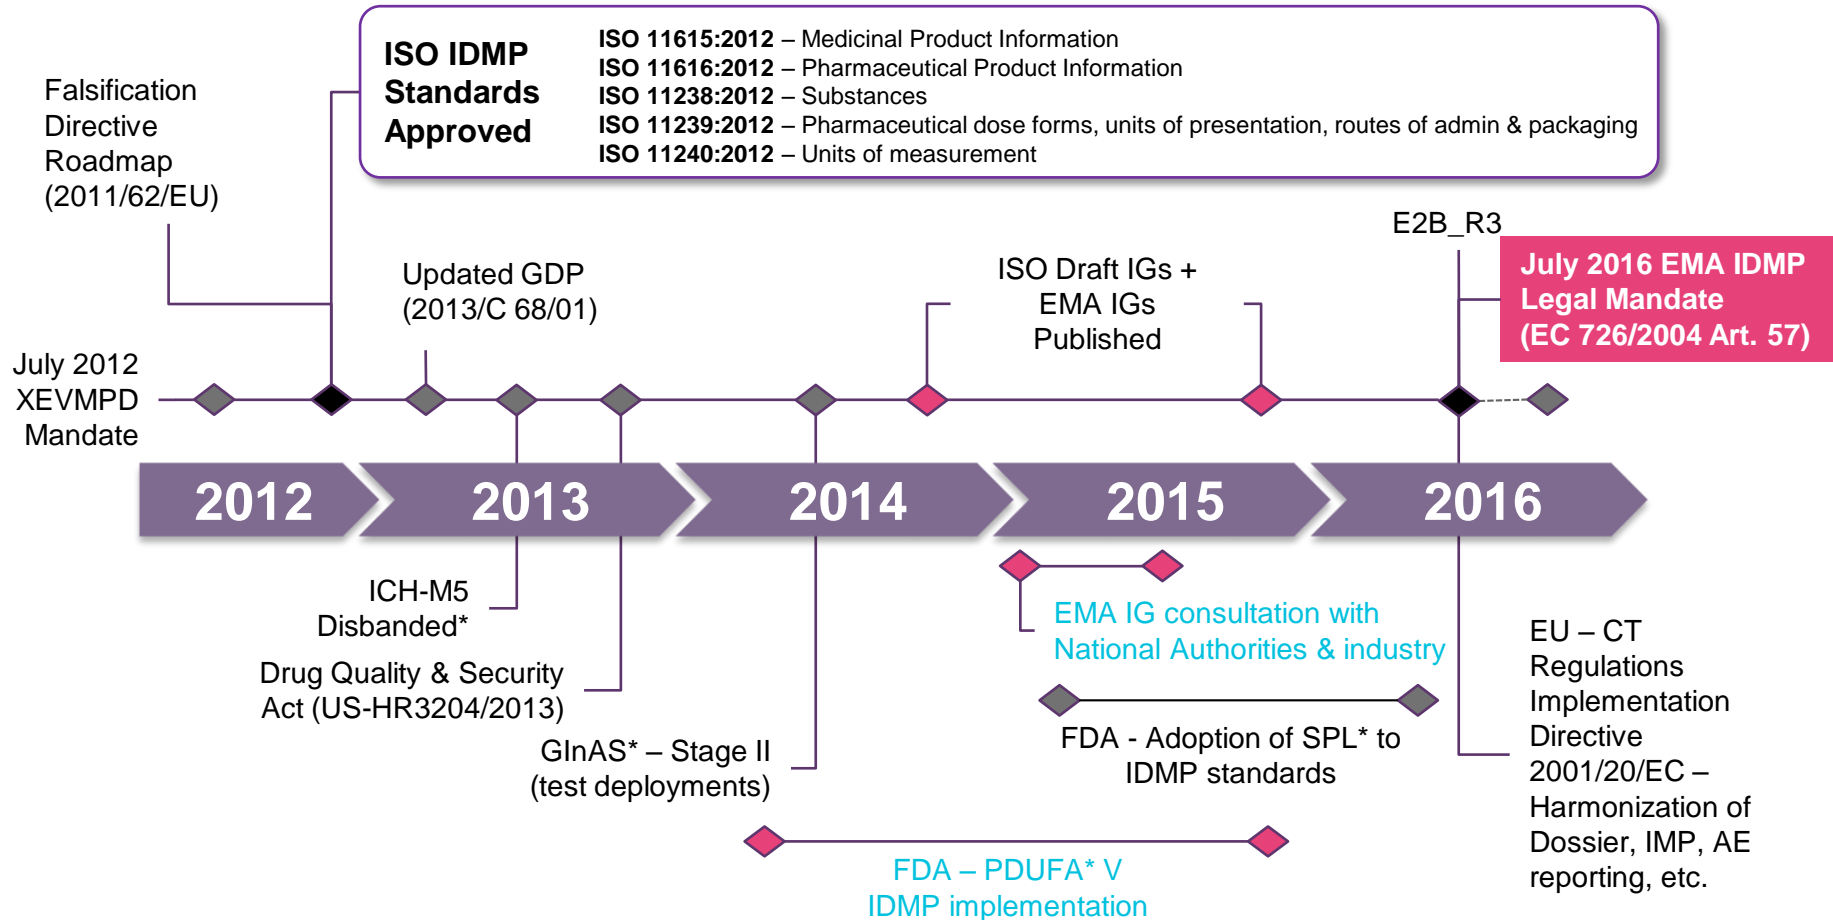 ISO IDMP
Standards
Approved
ISO 11615:2012 – Medicinal Product Information
ISO 11616:2012 – Pharmaceutical Product Information
ISO 11238:2012 – Substances
ISO 11239:2012 – Pharmaceutical dose forms, units of presentation, routes of admin & packaging
ISO 11240:2012 – Units of measurement
Falsification
Directive
Roadmap
(2011/62/EU)
Updated GDP
(2013/C 68/01)
ISO Draft IGs +
EMA IGs
Published
E2B_R3
July 2016 EMA IDMP
Legal Mandate
(EC 726/2004 Art. 57)
July 2012
XEVMPD
Mandate
2012
2013
2014
2015
2016
ICH-M5
Disbanded*
Drug Quality & Security
Act (US-HR3204/2013)
GInAS* – Stage II
(test deployments)
EMA IG consultation with
National Authorities & industry
FDA - Adoption of SPL* to
IDMP standards
FDA – PDUFA* V
IDMP implementation
EU – CT
Regulations
Implementation
Directive
2001/20/EC –
Harmonization of
Dossier, IMP, AE
reporting, etc.